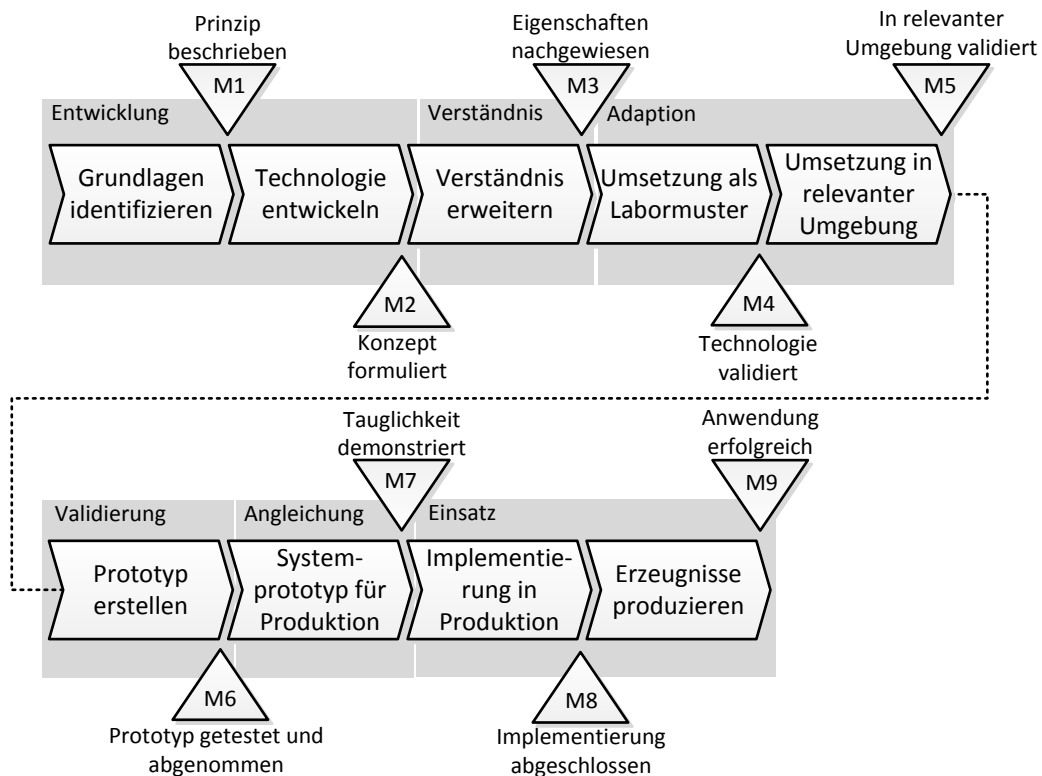 Prinzip
beschrieben
M1
Eigenschaften
nachgewiesen
M3
In relevanter
Umgebung validiert
M5
Entwicklung
Verständnis
Adaption
Grundlagen
identifizieren
Technologie
entwickeln
Verständnis
erweitern
Umsetzung als
Labormuster
Umsetzung in
relevanter
Umgebung
M2
Konzept
formuliert
M4
Technologie
validiert
Tauglichkeit
demonstriert
M7
Anwendung
erfolgreich
M9
Validierung
Angleichung
Einsatz
Prototyp
erstellen
System-
prototyp für
Produktion
Implementie-
rung in
Produktion
Erzeugnisse
produzieren
M6
Prototyp getestet und
abgenommen
M8
Implementierung
abgeschlossen